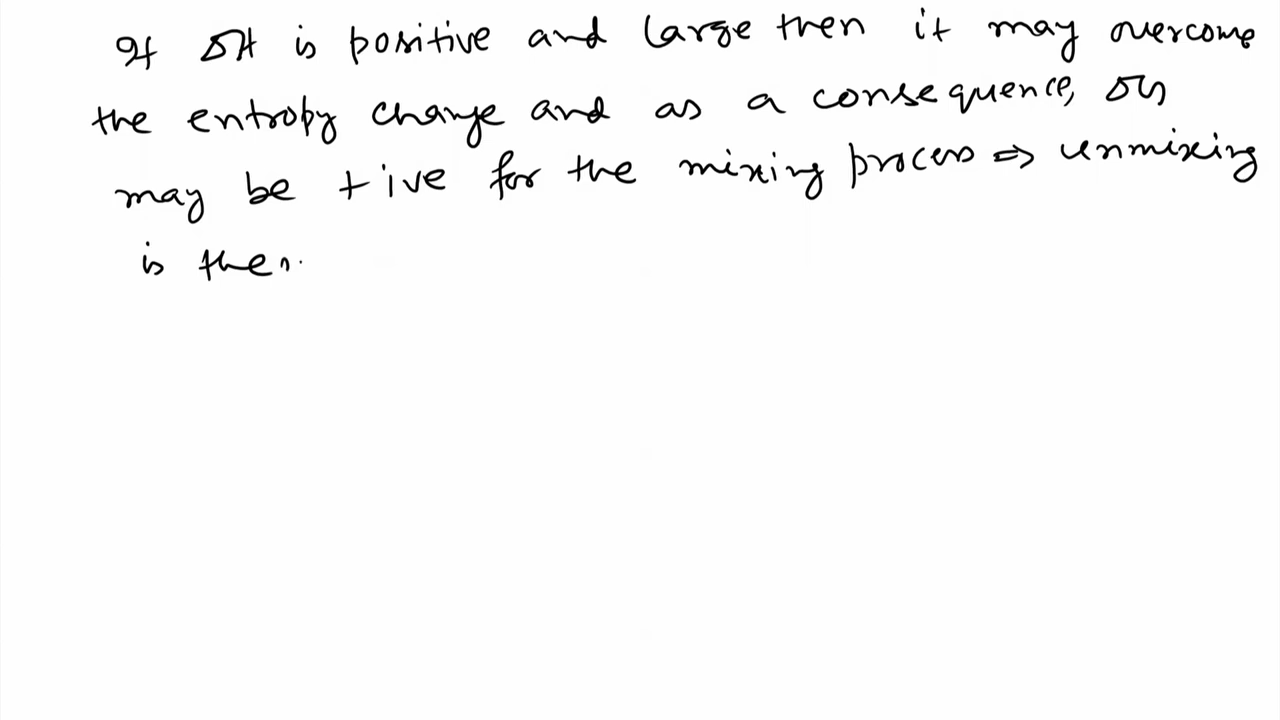 If ΔH is positive and large then it may overcome
the entropy change and as a consequence, ΔG
may be +ive for the mixing process ⇒ unmixing
is then